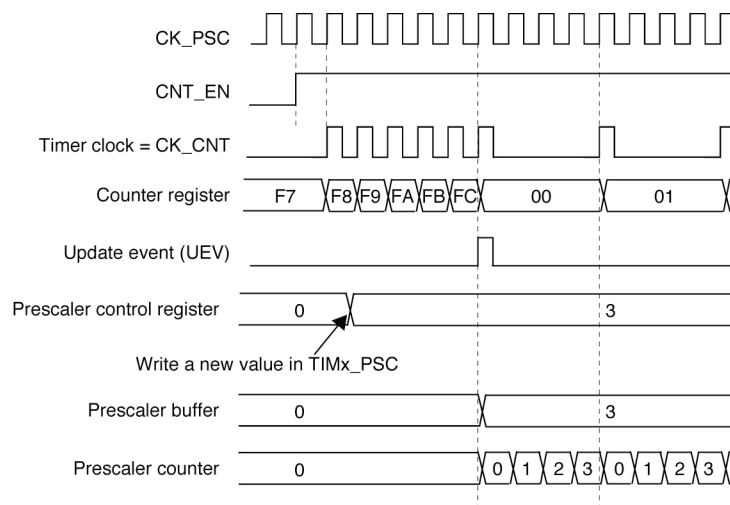 CK_PSC
CNT_EN
Timer clock = CK_CNT
Counter register F7 F8 F9 FA FB FC 00 01
Update event (UEV)
Prescaler control register 0 3
Write a new value in TIMx_PSC
Prescaler buffer 0 3
Prescaler counter 0 0 1 2 3 0 1 2 3